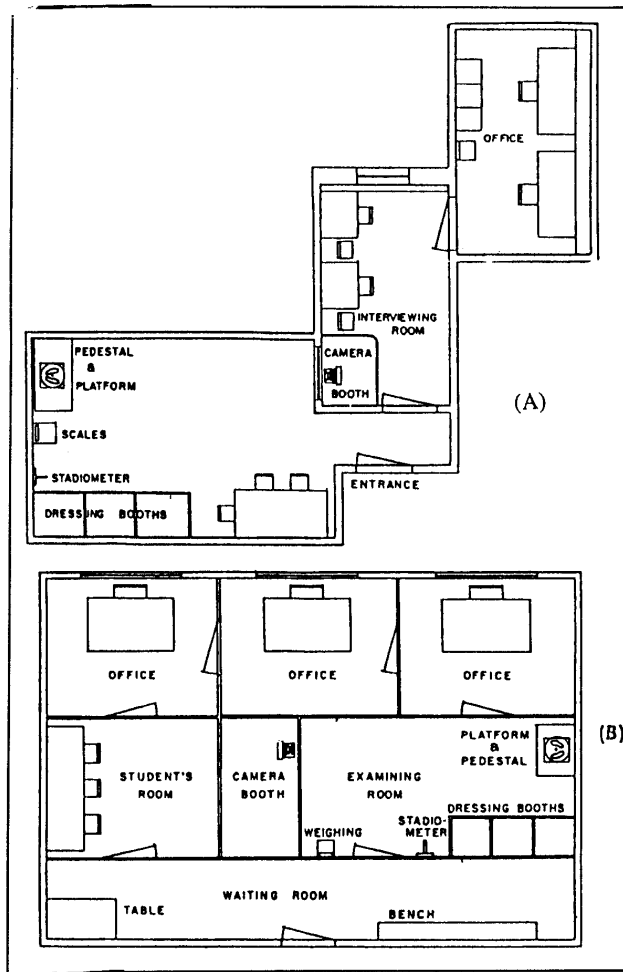 OFFICE
INTERVIEWING
ROOM
CAMERA
BOOTH
PEDESTAL
&
PLATFORM
SCALES
STADIOMETER
DRESSING BOOTHS
ENTRANCE
(A)
OFFICE
OFFICE
OFFICE
(B)
STUDENT'S
ROOM
CAMERA
BOOTH
EXAMINING
ROOM
PLATFORM
&
PEDESTAL
DRESSING BOOTHS
WEIGHING
STADIO-
METER
WAITING ROOM
TABLE
BENCH